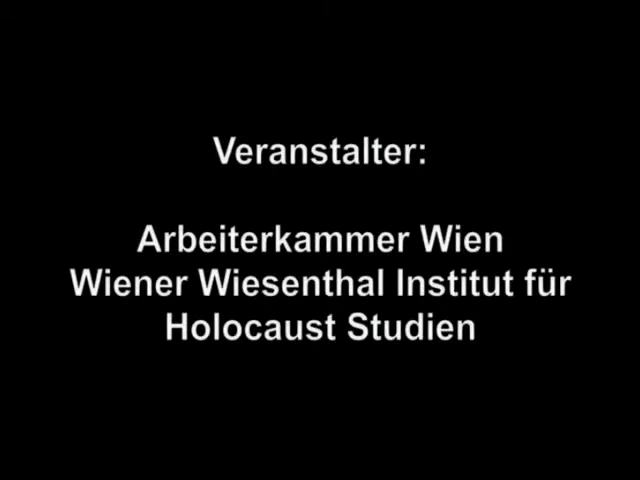 Veranstalter:
Arbeiterkammer Wien
Wiener Wiesenthal Institut für
Holocaust Studien